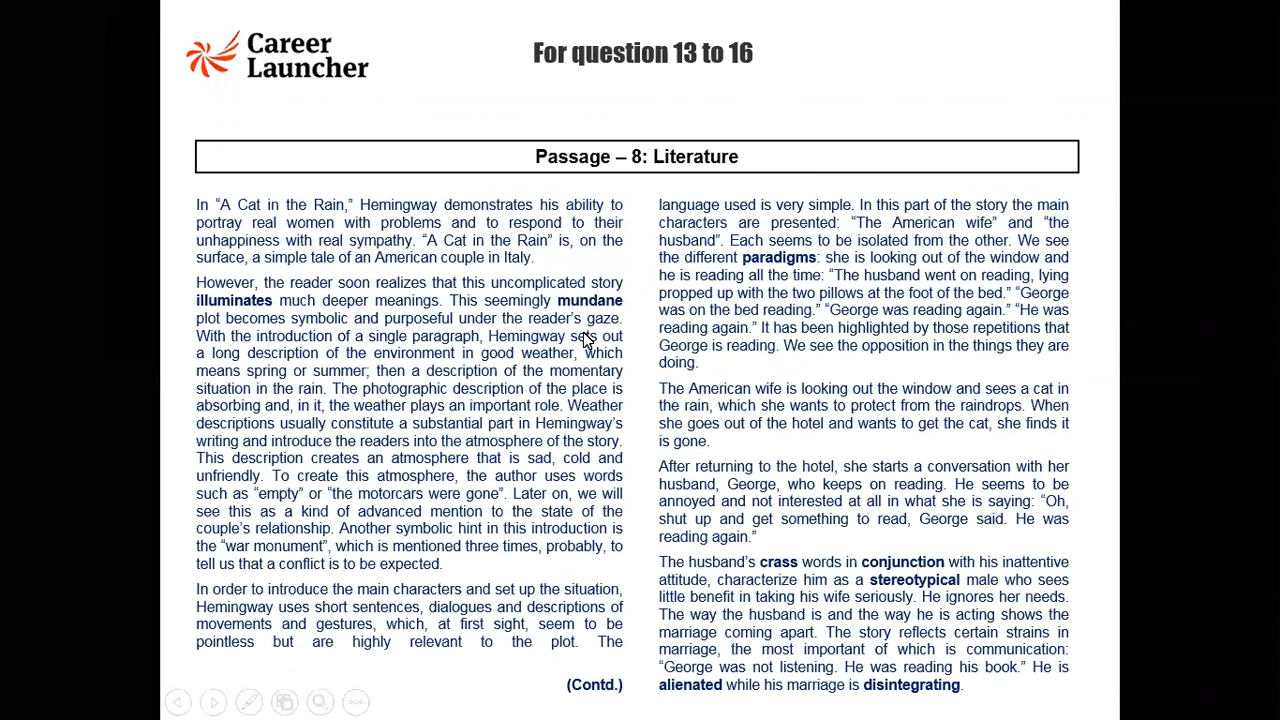 Career
Launcher
For question 13 to 16
Passage – 8: Literature
In “A Cat in the Rain,” Hemingway demonstrates his ability to
portray real women with problems and to respond to their
unhappiness with real sympathy. “A Cat in the Rain” is, on the
surface, a simple tale of an American couple in Italy.
However, the reader soon realizes that this uncomplicated story
illuminates much deeper meanings. This seemingly mundane
plot becomes symbolic and purposeful under the reader’s gaze.
With the introduction of a single paragraph, Hemingway sets out
a long description of the environment in good weather, which
means spring or summer; then a description of the momentary
situation in the rain. The photographic description of the place is
absorbing and, in it, the weather plays an important role. Weather
descriptions usually constitute a substantial part in Hemingway’s
writing and introduce the readers into the atmosphere of the story.
This description creates an atmosphere that is sad, cold and
unfriendly. To create this atmosphere, the author uses words
such as “empty” or “the motorcars were gone”. Later on, we will
see this as a kind of advanced mention to the state of the
couple’s relationship. Another symbolic hint in this introduction is
the “war monument”, which is mentioned three times, probably, to
tell us that a conflict is to be expected.
In order to introduce the main characters and set up the situation,
Hemingway uses short sentences, dialogues and descriptions of
movements and gestures, which, at first sight, seem to be
pointless but are highly relevant to the plot. The
(Contd.)
language used is very simple. In this part of the story the main
characters are presented: “The American wife” and “the
husband”. Each seems to be isolated from the other. We see
the different paradigms: she is looking out of the window and
he is reading all the time: “The husband went on reading, lying
propped up with the two pillows at the foot of the bed.” “George
was on the bed reading.” “George was reading again.” “He was
reading again.” It has been highlighted by those repetitions that
George is reading. We see the opposition in the things they are
doing.
The American wife is looking out the window and sees a cat in
the rain, which she wants to protect from the raindrops. When
she goes out of the hotel and wants to get the cat, she finds it
is gone.
After returning to the hotel, she starts a conversation with her
husband, George, who keeps on reading. He seems to be
annoyed and not interested at all in what she is saying: “Oh,
shut up and get something to read, George said. He was
reading again.”
The husband’s crass words in conjunction with his inattentive
attitude, characterize him as a stereotypical male who sees
little benefit in taking his wife seriously. He ignores her needs.
The way the husband is and the way he is acting shows the
marriage coming apart. The story reflects certain strains in
marriage, the most important of which is communication:
“George was not listening. He was reading his book.” He is
alienated while his marriage is disintegrating.